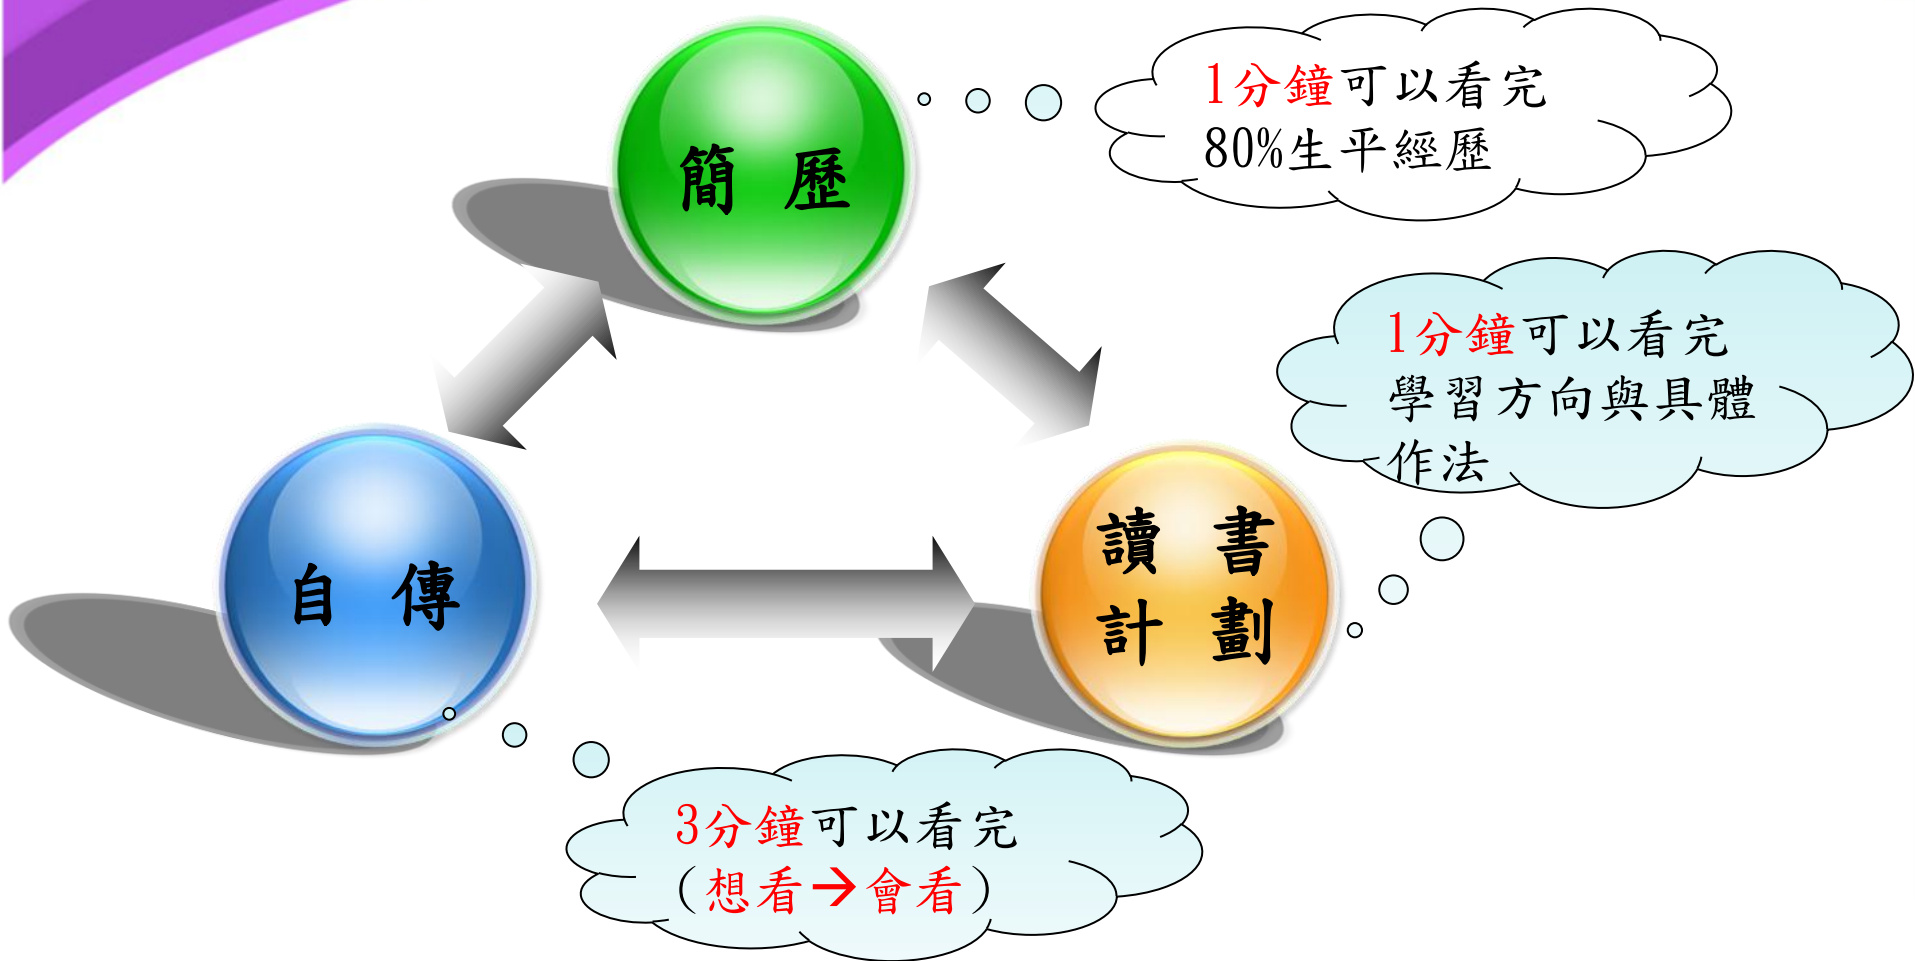 簡 歷
1分鐘可以看完
80%生平經歷
1分鐘可以看完
學習方向與具體
作法
自 傳
讀 書
計 劃
3分鐘可以看完
(想看→會看)